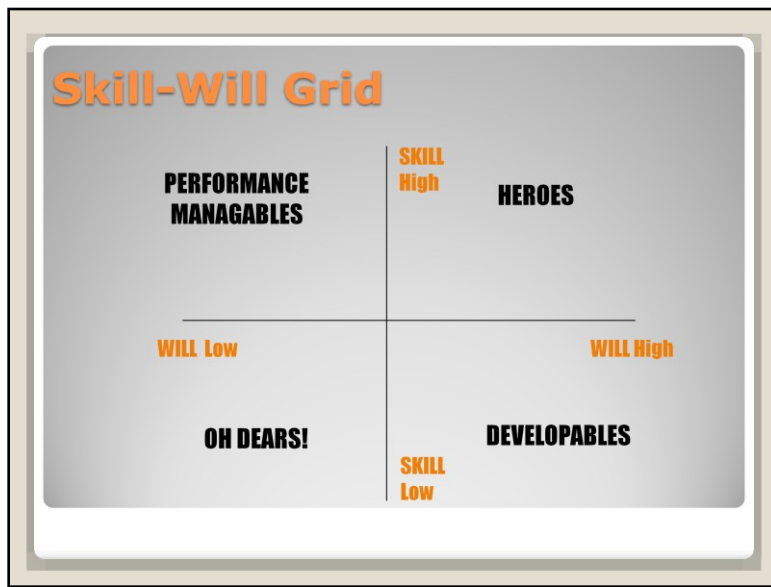 Skill-Will Grid
SKILL
High
PERFORMANCE
MANAGABLES
HEROES
WILL Low
WILL High
OH DEARS!
DEVELOPABLES
SKILL
Low